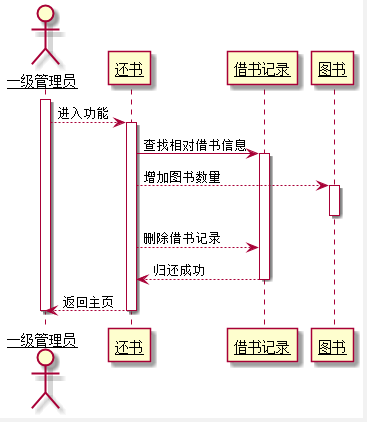 一级管理员
还书
借书记录
图书
进入功能
查找相对借书信息
增加图书数量
删除借书记录
归还成功
返回主页
一级管理员
还书
借书记录
图书